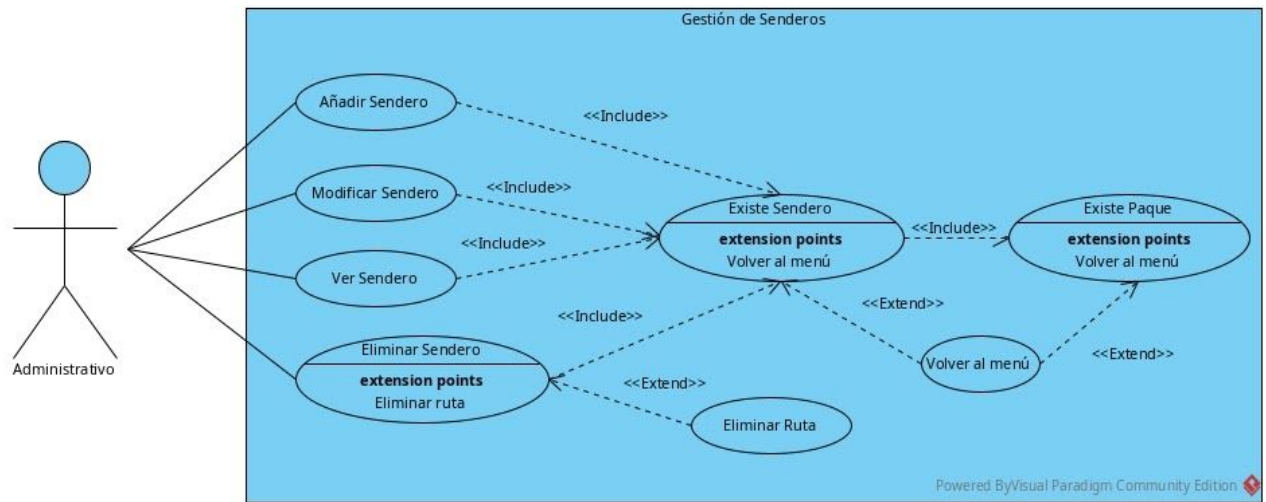 Gestión de Senderos
Añadir Sendero
<<Include>>
Modificar Sendero
<<Include>>
Existe Sendero
extension points
Volver al menú
<<Include>>
Existe Paque
extension points
Volver al menú
Ver Sendero
<<Include>>
<<Include>>
<<Extend>>
Eliminar Sendero
extension points
Eliminar ruta
<<Extend>>
Volver al menú
<<Extend>>
Eliminar Ruta
Administrativo
Powered ByVisual Paradigm Community Edition